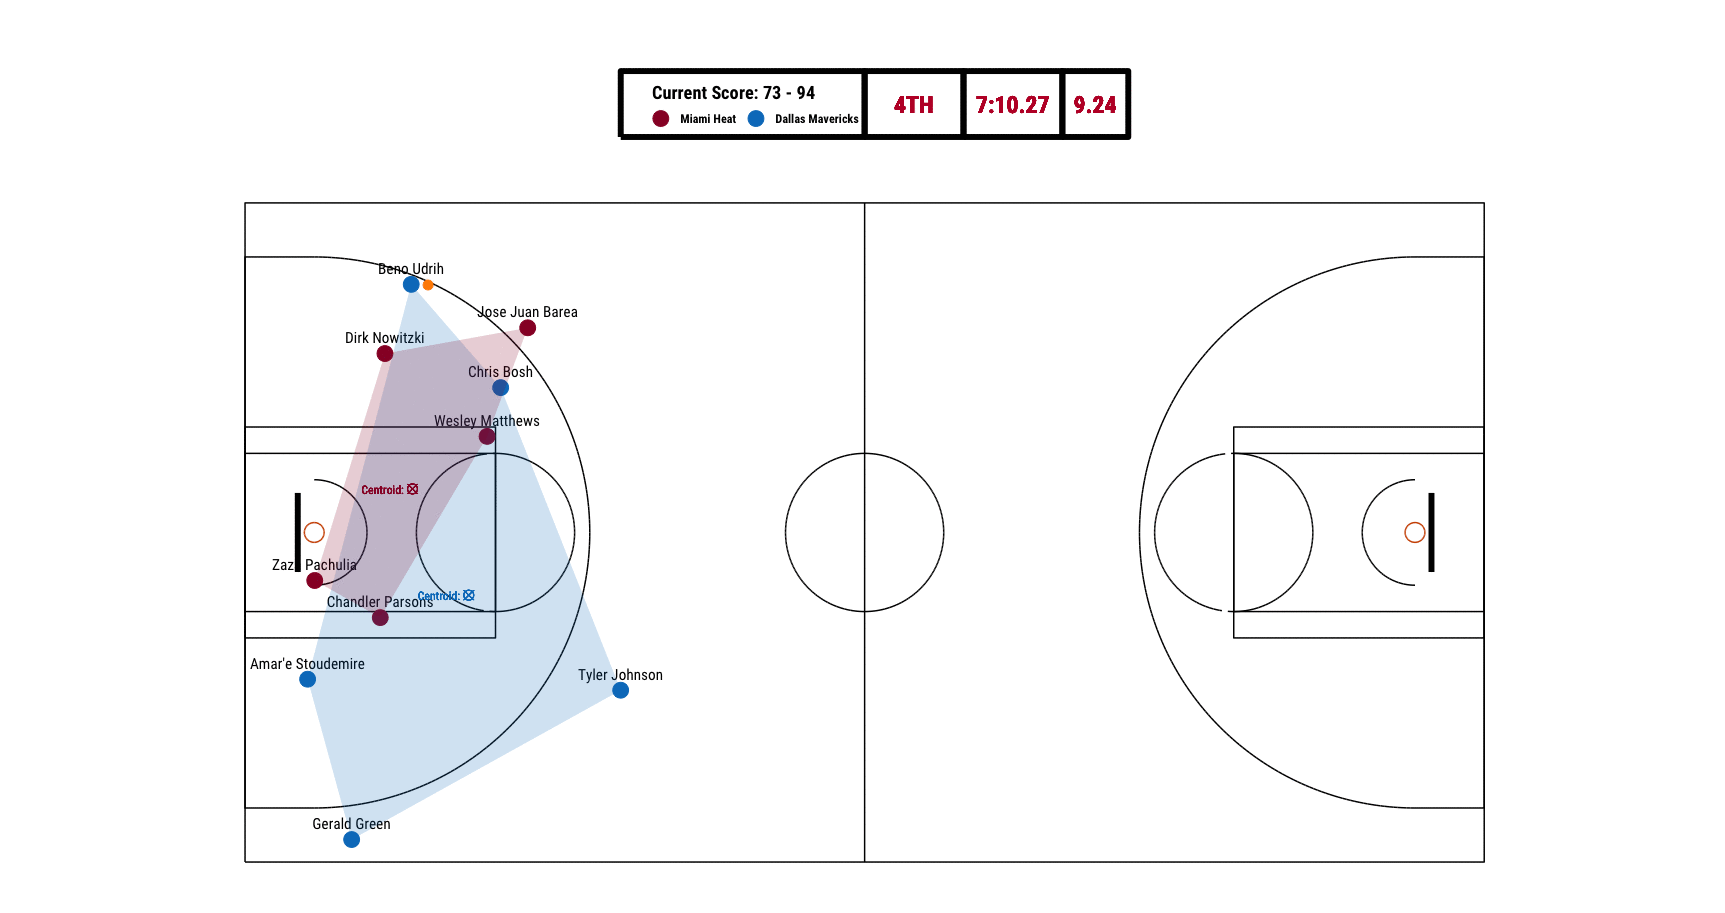 Current Score: 73 - 94
Miami Heat
Dallas Mavericks
4TH
7:10.27
9.24
Beno Udrih
Jose Juan Barea
Dirk Nowitzki
Chris Bosh
Wesley Matthews
Centroid:
Zaza Pachulia
Centroid:
Chandler Parsons
Amar'e Stoudemire
Tyler Johnson
Gerald Green